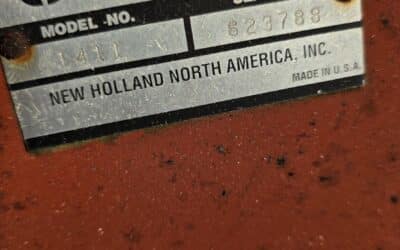 MODEL -NO.
1411 623788
NEW HOLLAND NORTH AMERICA, INC.
MADE IN U.S.A.